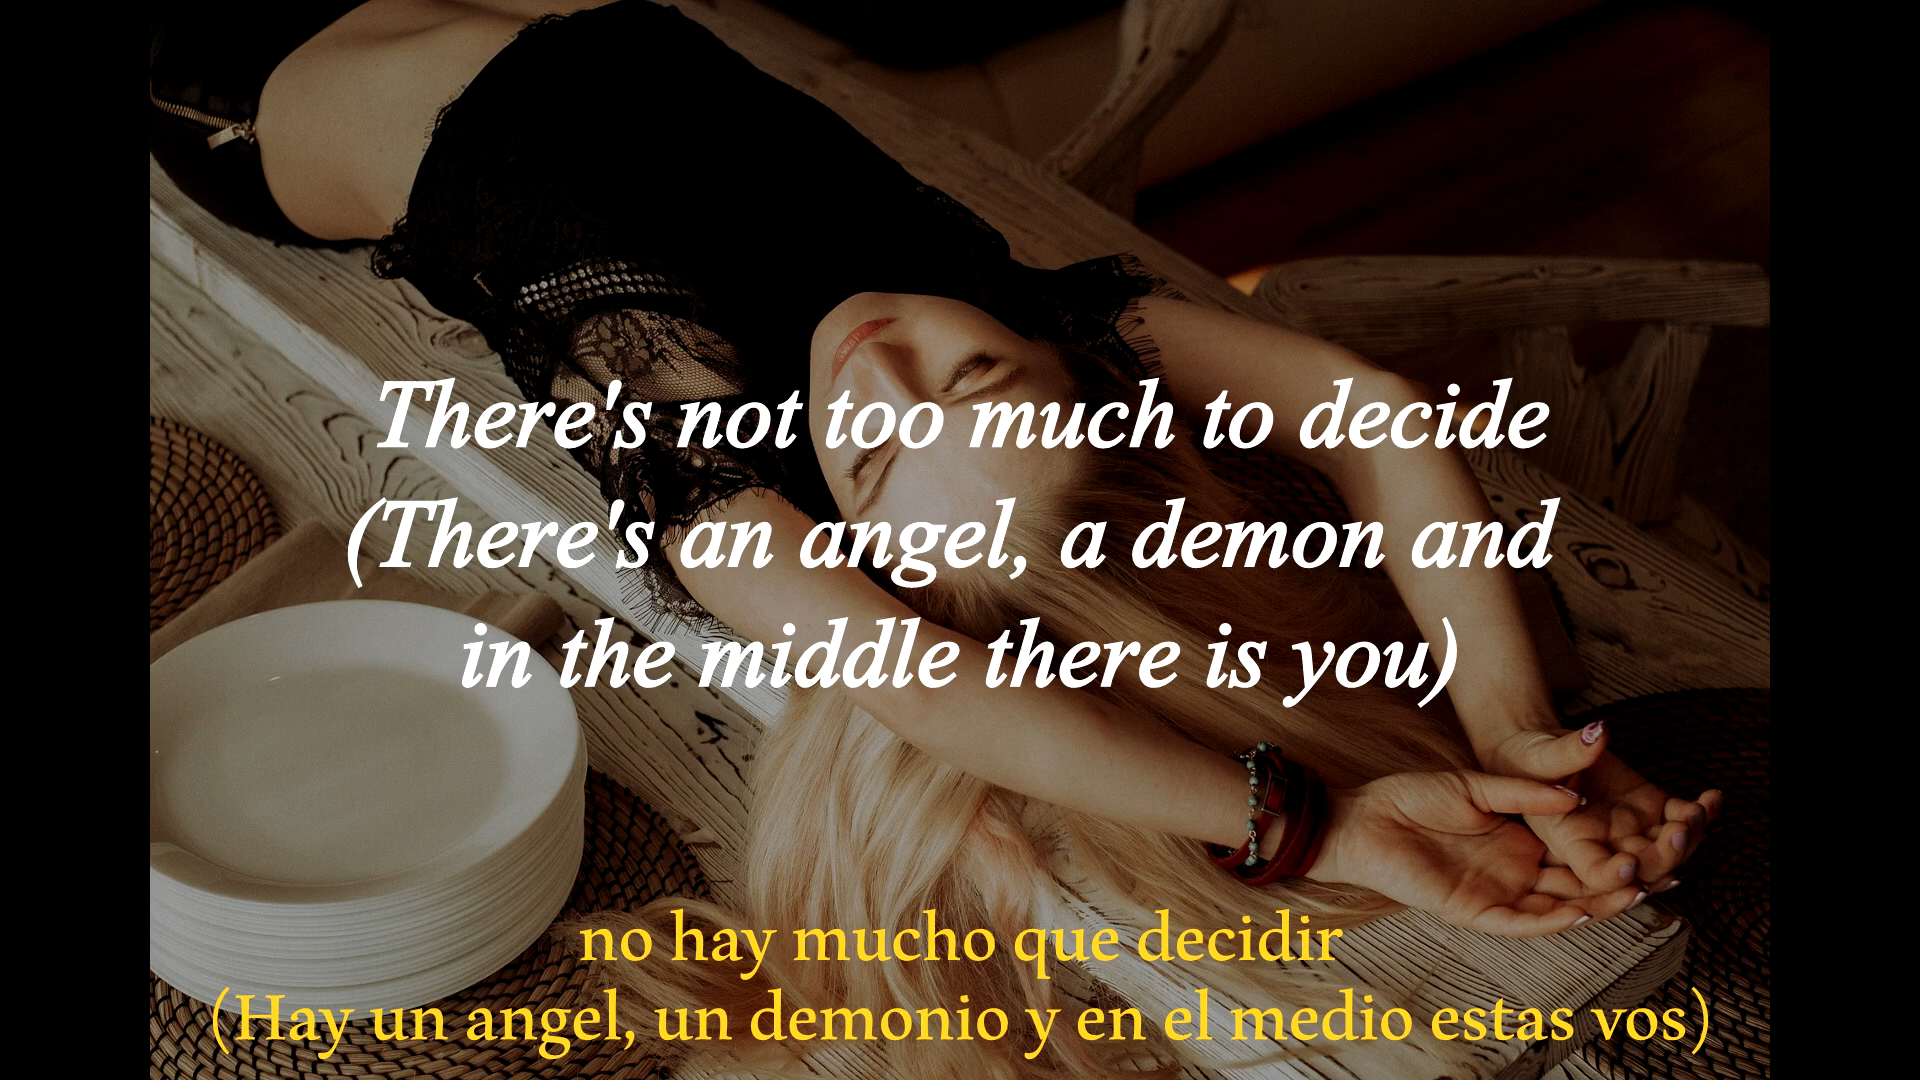 There's not too much to decide
(There's an angel, a demon and
in the middle there is you)
no hay mucho que decidir
(Hay un angel, un demonio y en el medio estas vos)